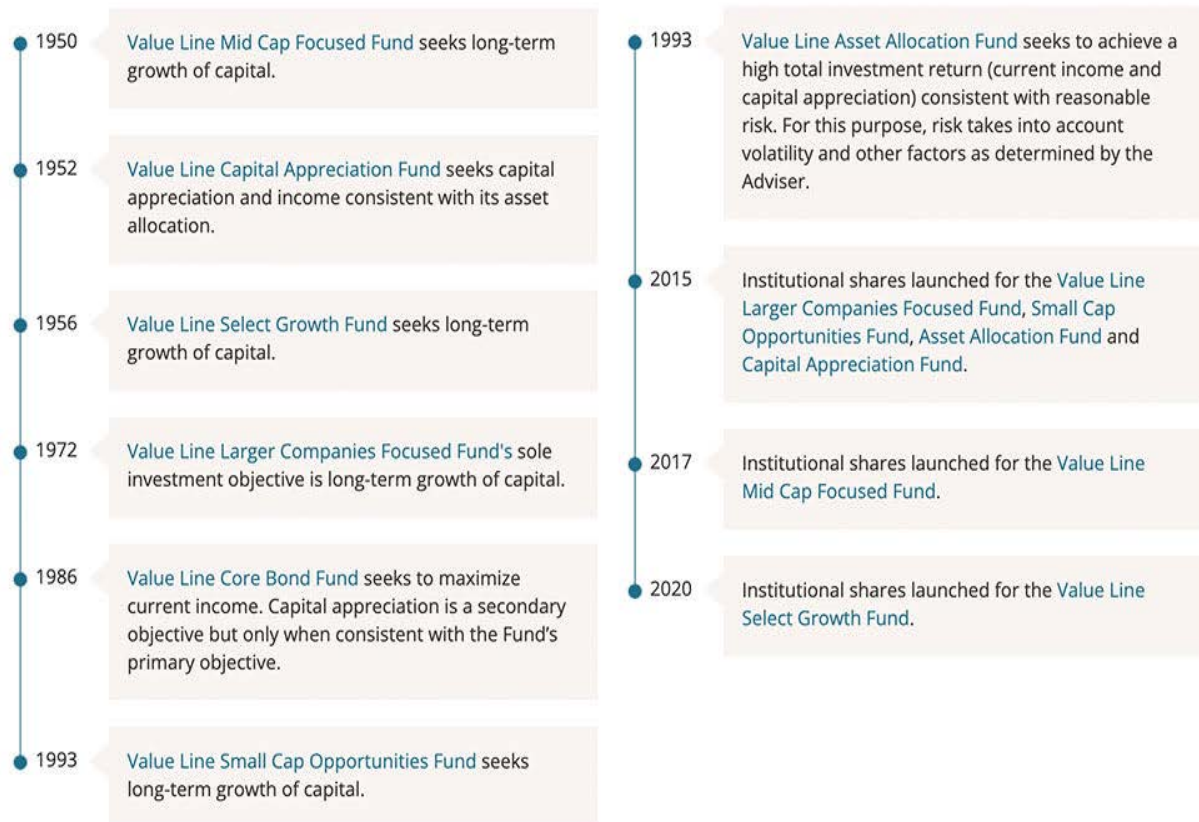 1950
Value Line Mid Cap Focused Fund seeks long-term
growth of capital.
1952
Value Line Capital Appreciation Fund seeks capital
appreciation and income consistent with its asset
allocation.
1956
Value Line Select Growth Fund seeks long-term
growth of capital.
1972
Value Line Larger Companies Focused Fund's sole
investment objective is long-term growth of capital.
1986
Value Line Core Bond Fund seeks to maximize
current income. Capital appreciation is a secondary
objective but only when consistent with the Fund’s
primary objective.
1993
Value Line Small Cap Opportunities Fund seeks
long-term growth of capital.
1993
Value Line Asset Allocation Fund seeks to achieve a
high total investment return (current income and
capital appreciation) consistent with reasonable
risk. For this purpose, risk takes into account
volatility and other factors as determined by the
Adviser.
2015
Institutional shares launched for the Value Line
Larger Companies Focused Fund, Small Cap
Opportunities Fund, Asset Allocation Fund and
Capital Appreciation Fund.
2017
Institutional shares launched for the Value Line
Mid Cap Focused Fund.
2020
Institutional shares launched for the Value Line
Select Growth Fund.